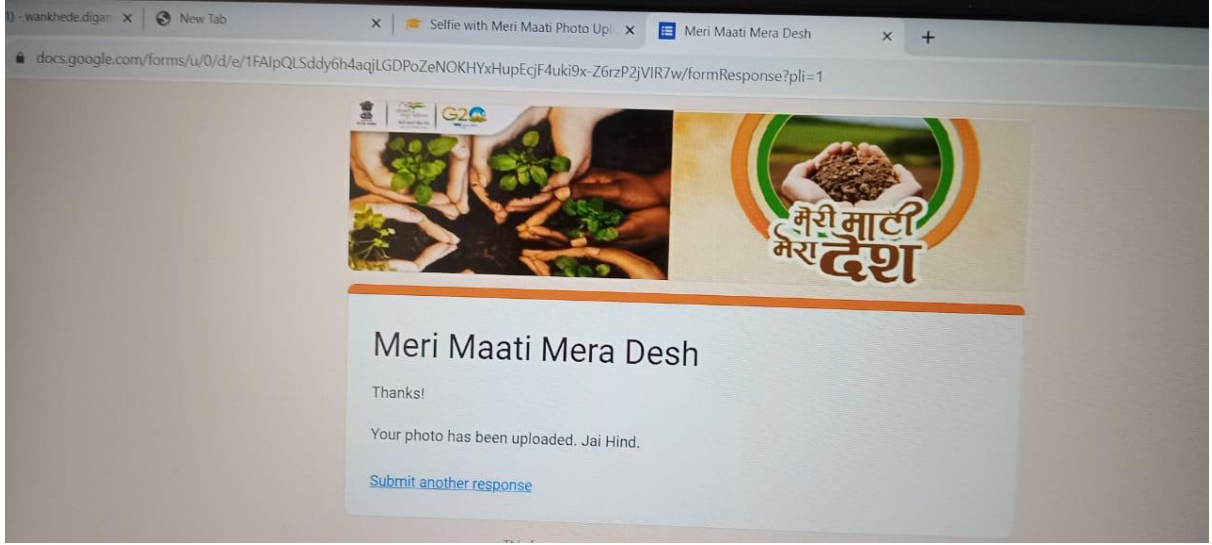 1) - wankhede.digam
New Tab
Selfie with Meri Maati Photo Upl
Meri Maati Mera Desh
docs.google.com/forms/u/0/d/e/1FAIpQLSddy6h4aqjLGDPoZeNOKHYxHupEcjF4uki9x-Z6rzP2jVIR7w/formResponse?pli=1
G20
मेरी माटी
मेरा देश
Meri Maati Mera Desh
Thanks!
Your photo has been uploaded. Jai Hind.
Submit another response